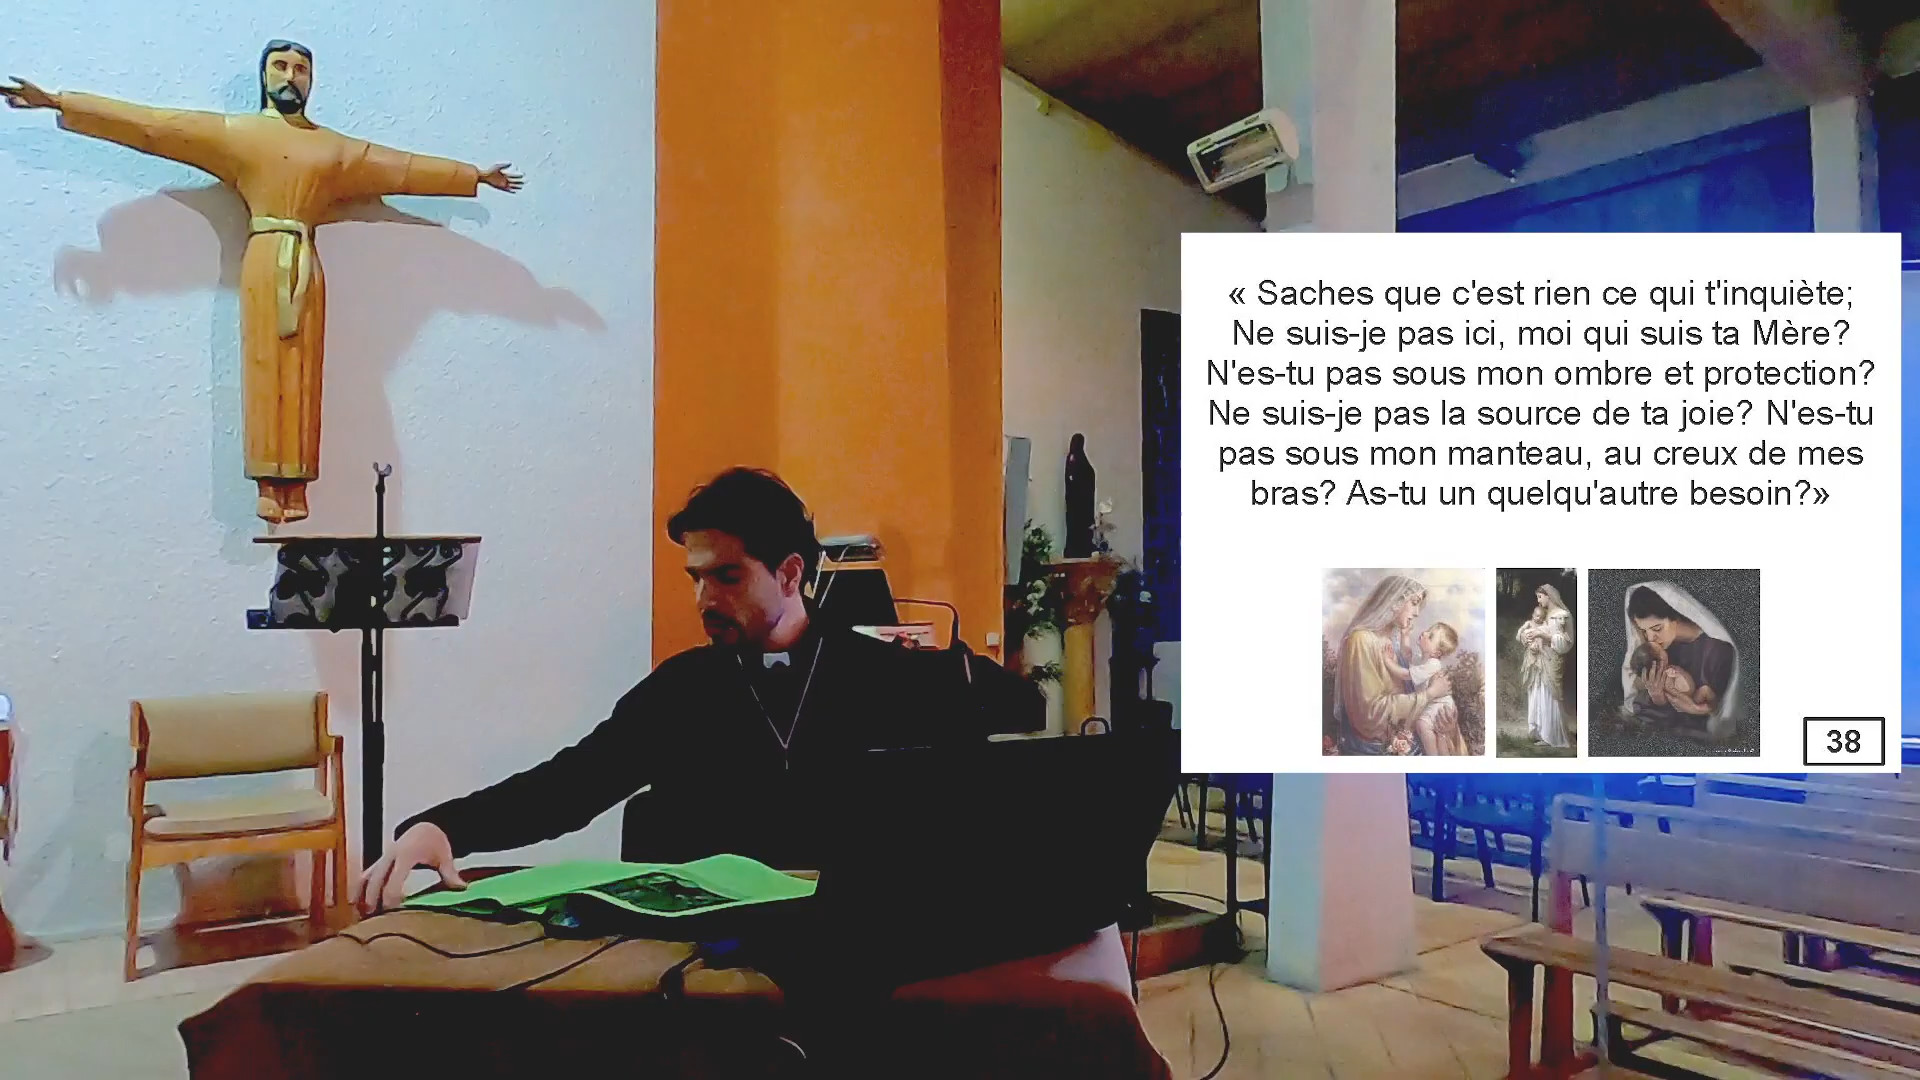 « Saches que c'est rien ce qui t'inquiète;
Ne suis-je pas ici, moi qui suis ta Mère?
N'es-tu pas sous mon ombre et protection?
Ne suis-je pas la source de ta joie? N'es-tu
pas sous mon manteau, au creux de mes
bras? As-tu un quelqu'autre besoin?»
38